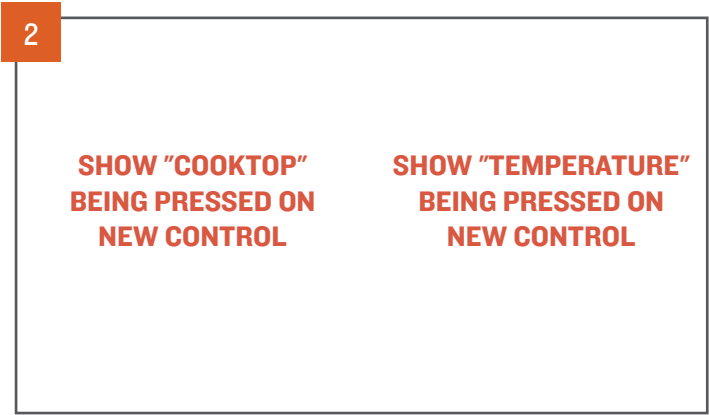 2
SHOW "COOKTOP"
BEING PRESSED ON
NEW CONTROL
SHOW "TEMPERATURE"
BEING PRESSED ON
NEW CONTROL